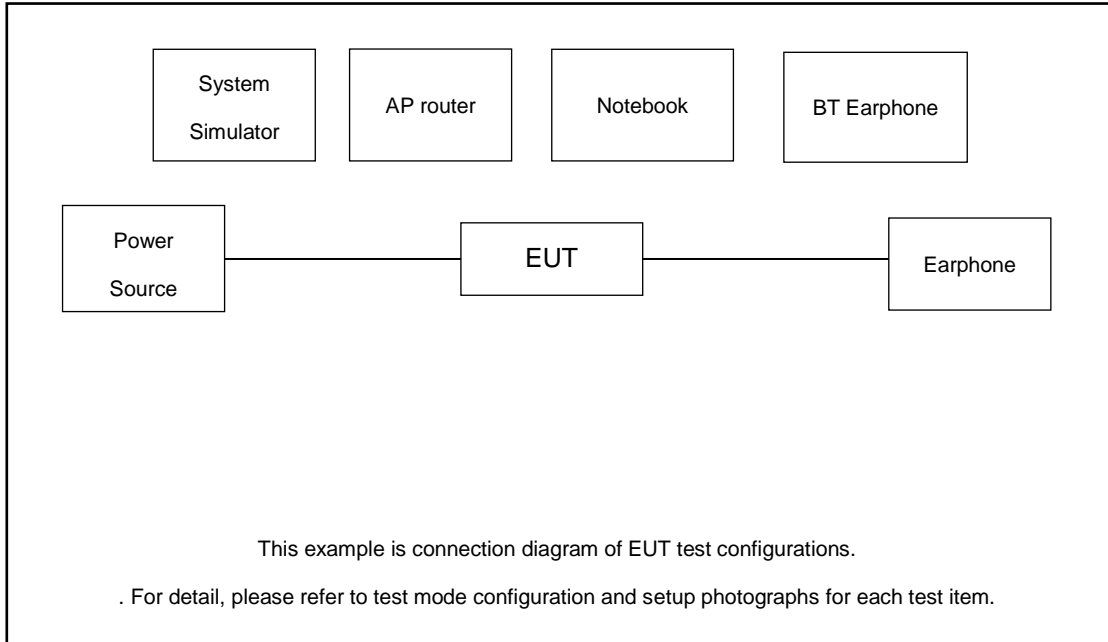 System
Simulator
AP router
Notebook
BT Earphone
Power
Source
EUT
Earphone
This example is connection diagram of EUT test configurations.
. For detail, please refer to test mode configuration and setup photographs for each test item.